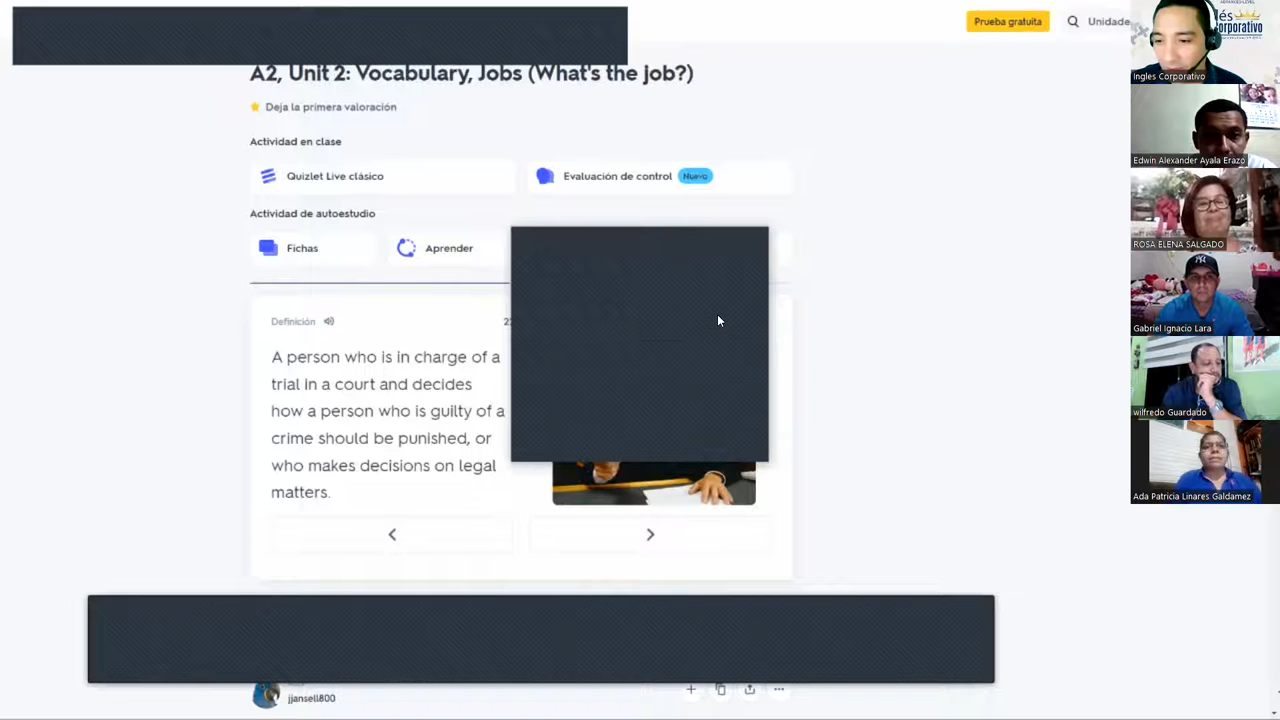 Prueba gratuita
Unidade
A2, Unit 2: Vocabulary, Jobs (What's the job?)
Deja la primera valoración
Actividad en clase
Quizlet Live clásico
Evaluación de control
Nuevo
Actividad de autoestudio
Fichas
Aprender
Definición
A person who is in charge of a
trial in a court and decides
how a person who is guilty of a
crime should be punished, or
who makes decisions on legal
matters.
jjansell800
lés
orporativo
Ingles Corporativo
Edwin Alexander Ayala Erazo
ROSA ELENA SALGADO
Gabriel Ignacio Lara
wilfredo Guardado
Ada Patricia Linares Galdamez